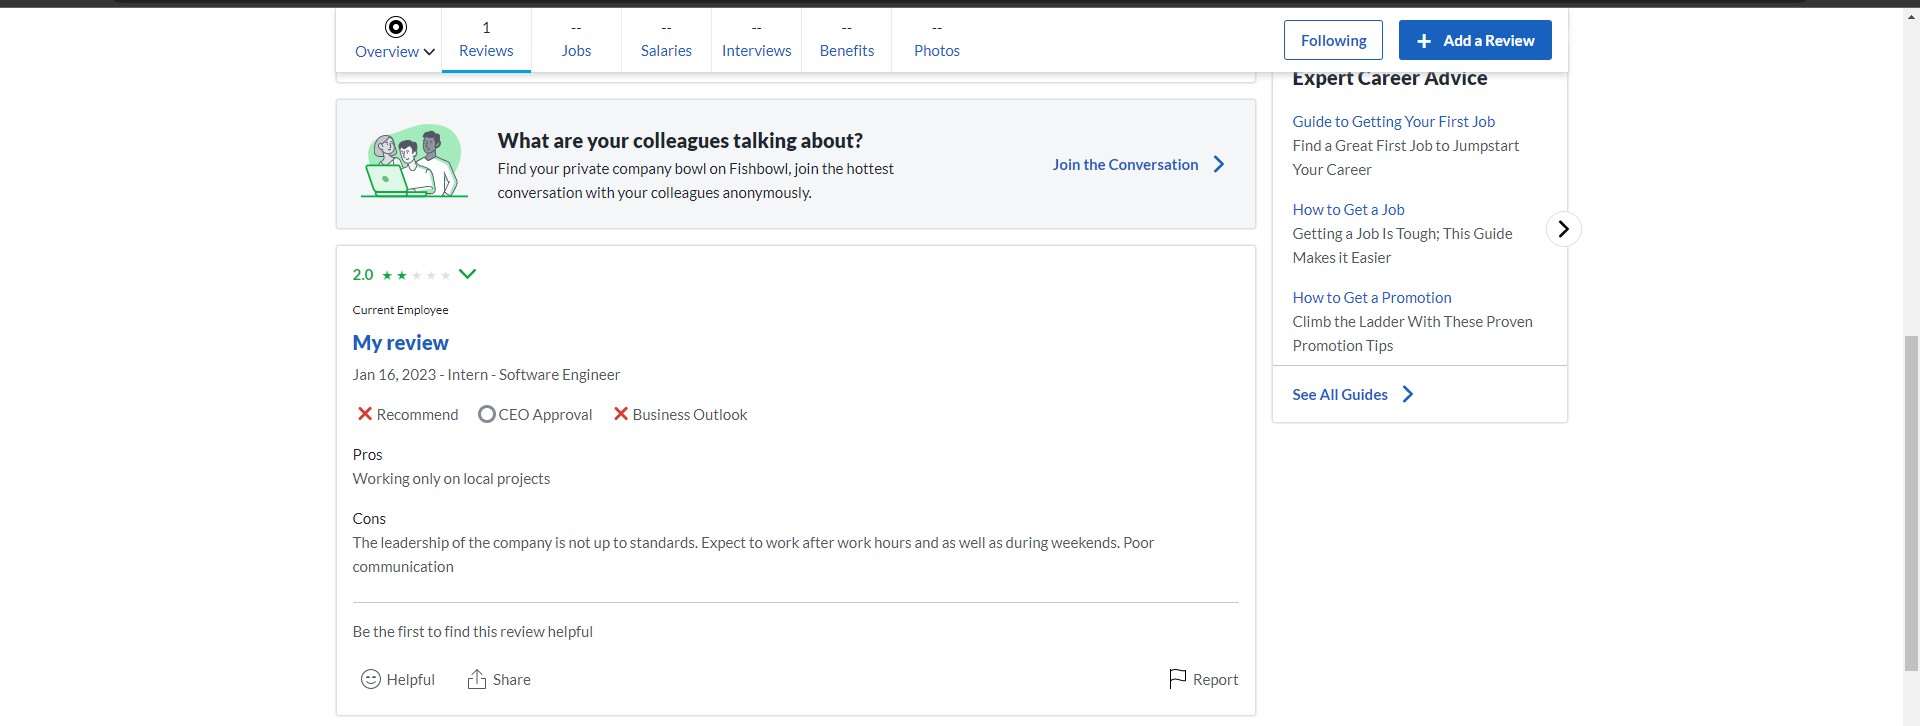 1 -- -- -- -- --
Overview Reviews Jobs Salaries Interviews Benefits Photos
Following + Add a Review
What are your colleagues talking about?
Find your private company bowl on Fishbowl, join the hottest
conversation with your colleagues anonymously.
Join the Conversation
2.0
Current Employee
My review
Jan 16, 2023 - Intern - Software Engineer
Recommend CEO Approval Business Outlook
Pros
Working only on local projects
Cons
The leadership of the company is not up to standards. Expect to work after work hours and as well as during weekends. Poor
communication
Be the first to find this review helpful
Helpful Share Report
Expert Career Advice
Guide to Getting Your First Job
Find a Great First Job to Jumpstart
Your Career
How to Get a Job
Getting a Job Is Tough; This Guide
Makes it Easier
How to Get a Promotion
Climb the Ladder With These Proven
Promotion Tips
See All Guides